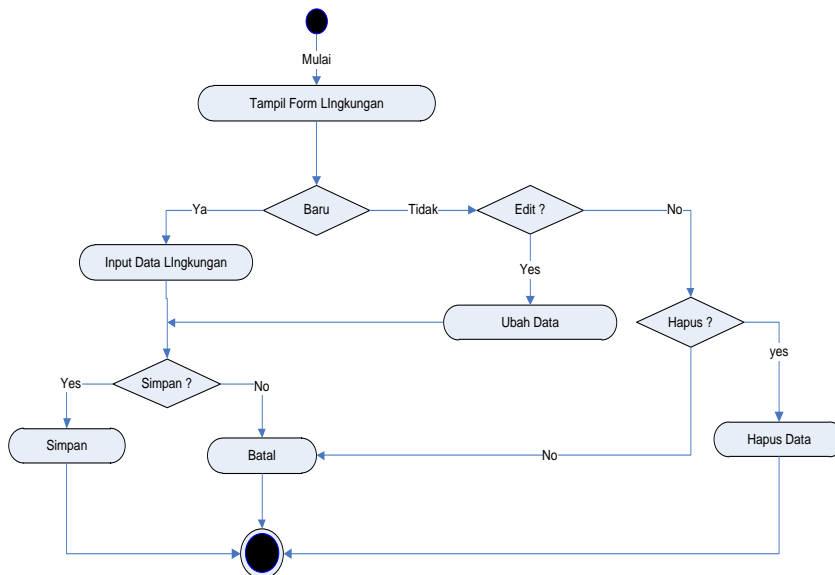 Mulai
Tampil Form LIngkungan
Baru
Ya
Tidak
Edit ?
No
Input Data LIngkungan
Yes
Ubah Data
Hapus ?
yes
Simpan ?
Yes
No
Simpan
Batal
No
Hapus Data